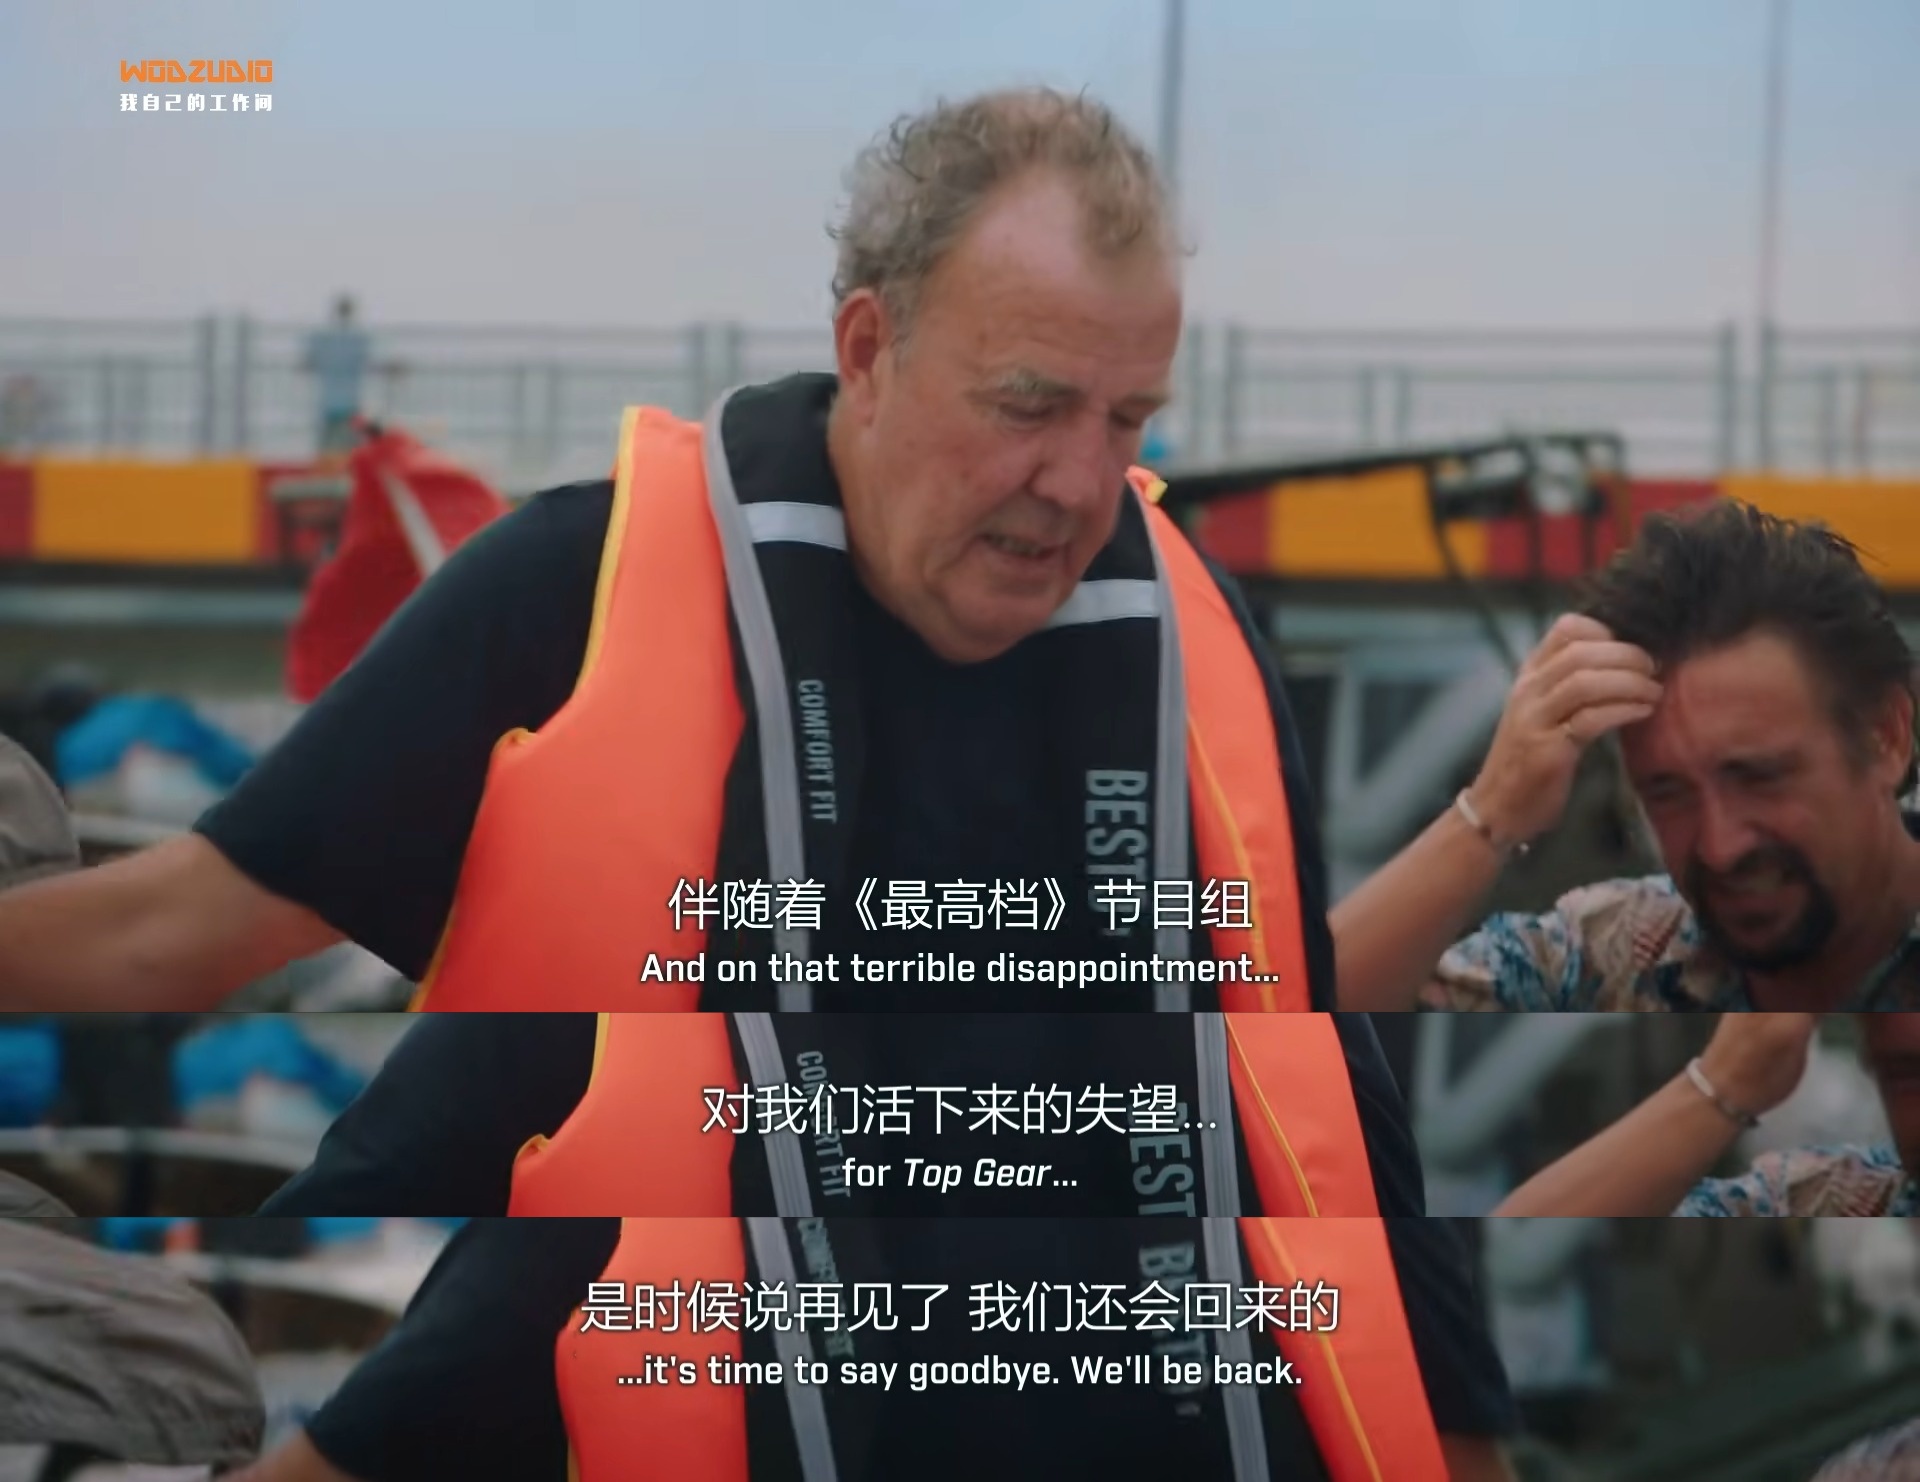 WODZUDIO
我自己的工作间
COMFORT FIT
BESTO
伴随着《最高档》节目组
And on that terrible disappointment...
对我们活下来的失望...
for Top Gear...
是时候说再见了 我们还会回来的
...it's time to say goodbye. We'll be back.